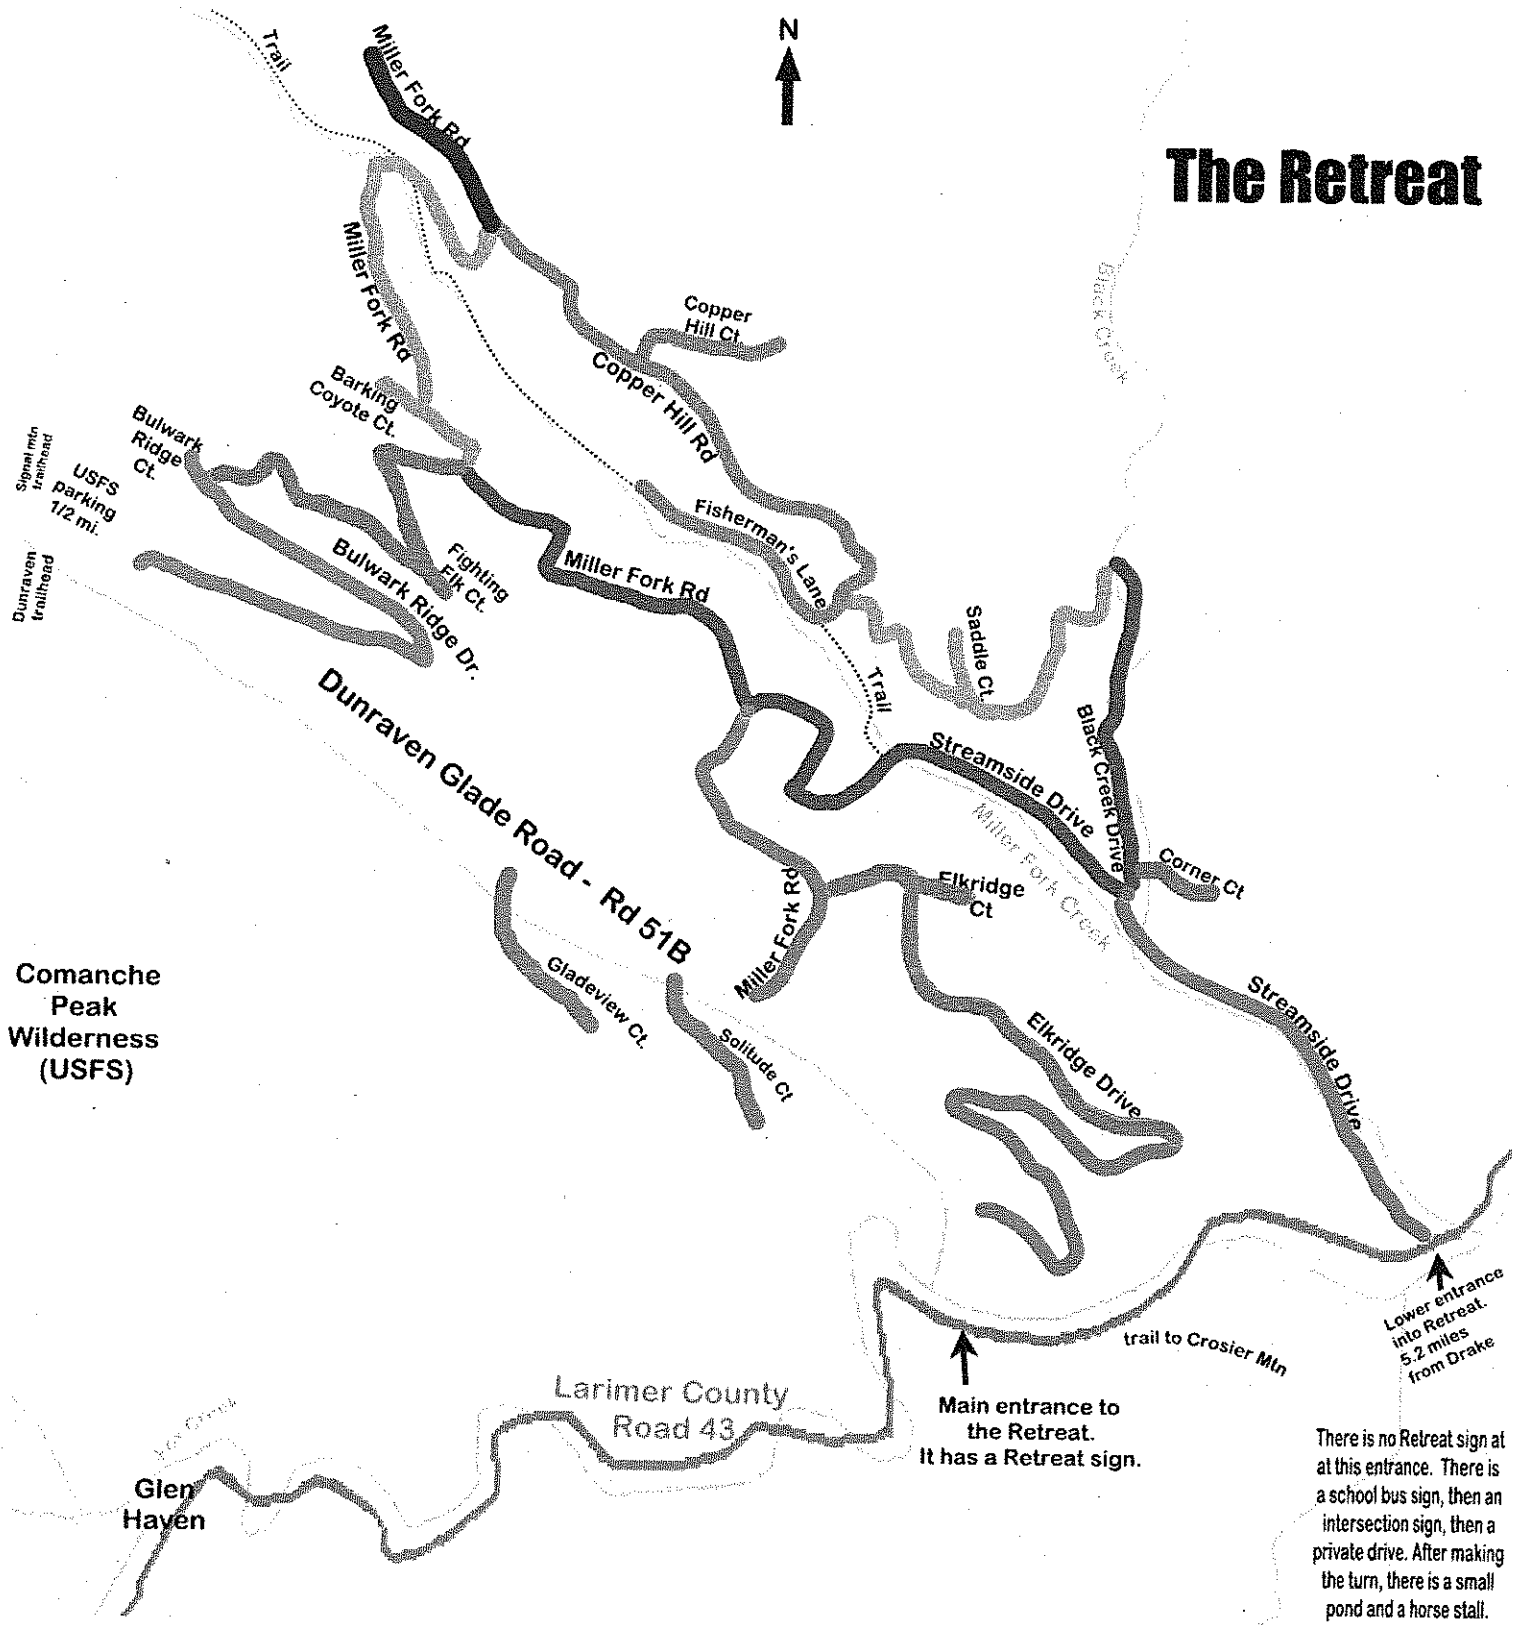 N
The Retreat
Trail
Miller Fork Rd
Miller Fork Rd
Black Creek
Copper
Hill Ct.
Copper Hill Rd
Barking
Coyote Ct.
Bulwark
Ridge
Ct.
Signal mtn
trailhead
USFS
parking
1/2 mi.
Dunraven
trailhead
Bulwark Ridge Dr.
Fighting
Elk Ct.
Fisherman's Lane
Miller Fork Rd
Saddle Ct.
Trail
Streamside Drive
Black Creek Drive
Miller Fork Creek
Corner Ct
Dunraven Glade Road - Rd 51B
Elkridge
Ct
Miller Fork Rd
Gladeview Ct.
Solitude Ct
Elkridge Drive
Streamside Drive
Comanche
Peak
Wilderness
(USFS)
Lower entrance
into Retreat.
5.2 miles
from Drake
trail to Crosier Mtn
Main entrance to
the Retreat.
It has a Retreat sign.
Larimer County
Road 43
Fox Creek
Glen
Haven
There is no Retreat sign at
at this entrance. There is
a school bus sign, then an
intersection sign, then a
private drive. After making
the turn, there is a small
pond and a horse stall.